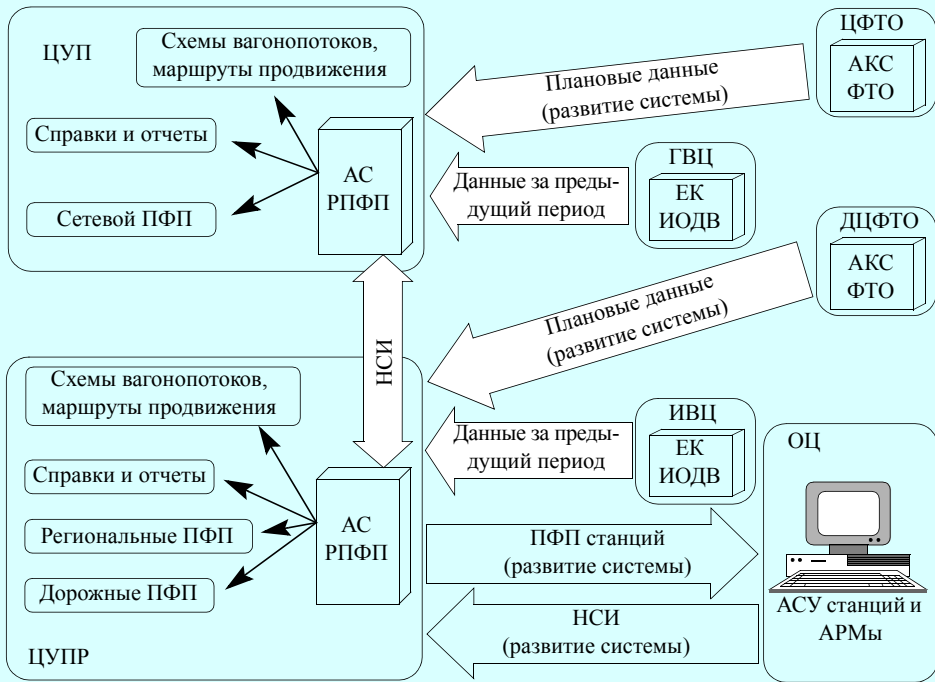 ЦУП
Схемы вагонопотоков,
маршруты продвижения
Справки и отчеты
Сетевой ПФП
АС
РПФП
Плановые данные
(развитие системы)
ЦФТО
АКС
ФТО
Данные за преды-
дущий период
ГВЦ
ЕК
ИОДВ
ДЦФТО
АКС
ФТО
Плановые данные
(развитие системы)
НСИ
Схемы вагонопотоков,
маршруты продвижения
Справки и отчеты
Региональные ПФП
Дорожные ПФП
ЦУПР
АС
РПФП
Данные за преды-
дущий период
ИВЦ
ЕК
ИОДВ
ПФП станций
(развитие системы)
НСИ
(развитие системы)
ОЦ
АСУ станций и
АРМы